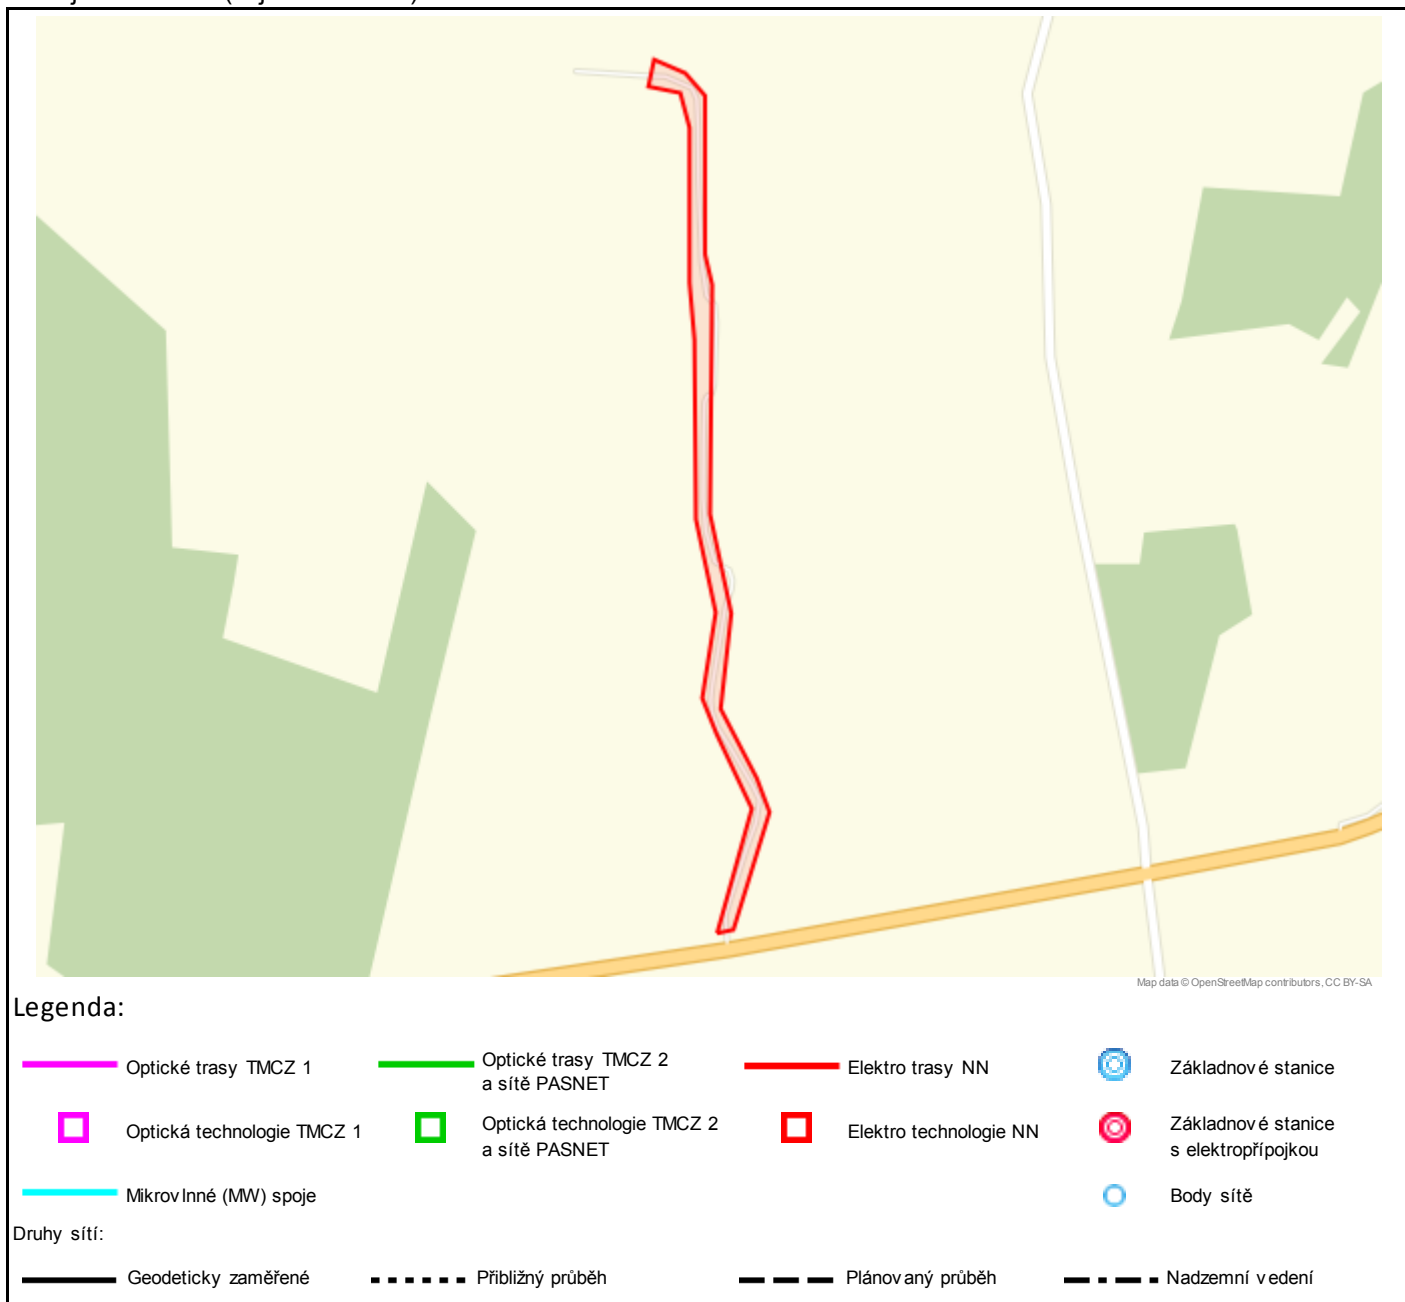 Map data © OpenStreetMap contributors, CC BY-SA
Legenda:
Optické trasy TMCZ 1
Optické trasy TMCZ 2
a sítě PASNET
Elektro trasy NN
Základnové stanice
Optická technologie TMCZ 1
Optická technologie TMCZ 2
a sítě PASNET
Elektro technologie NN
Základnové stanice
s elektropřípojkou
Mikrovlnné (MW) spoje
Body sítě
Druhy sítí:
Geodeticky zaměřené
Přibližný průběh
Plánovaný průběh
Nadzemní vedení